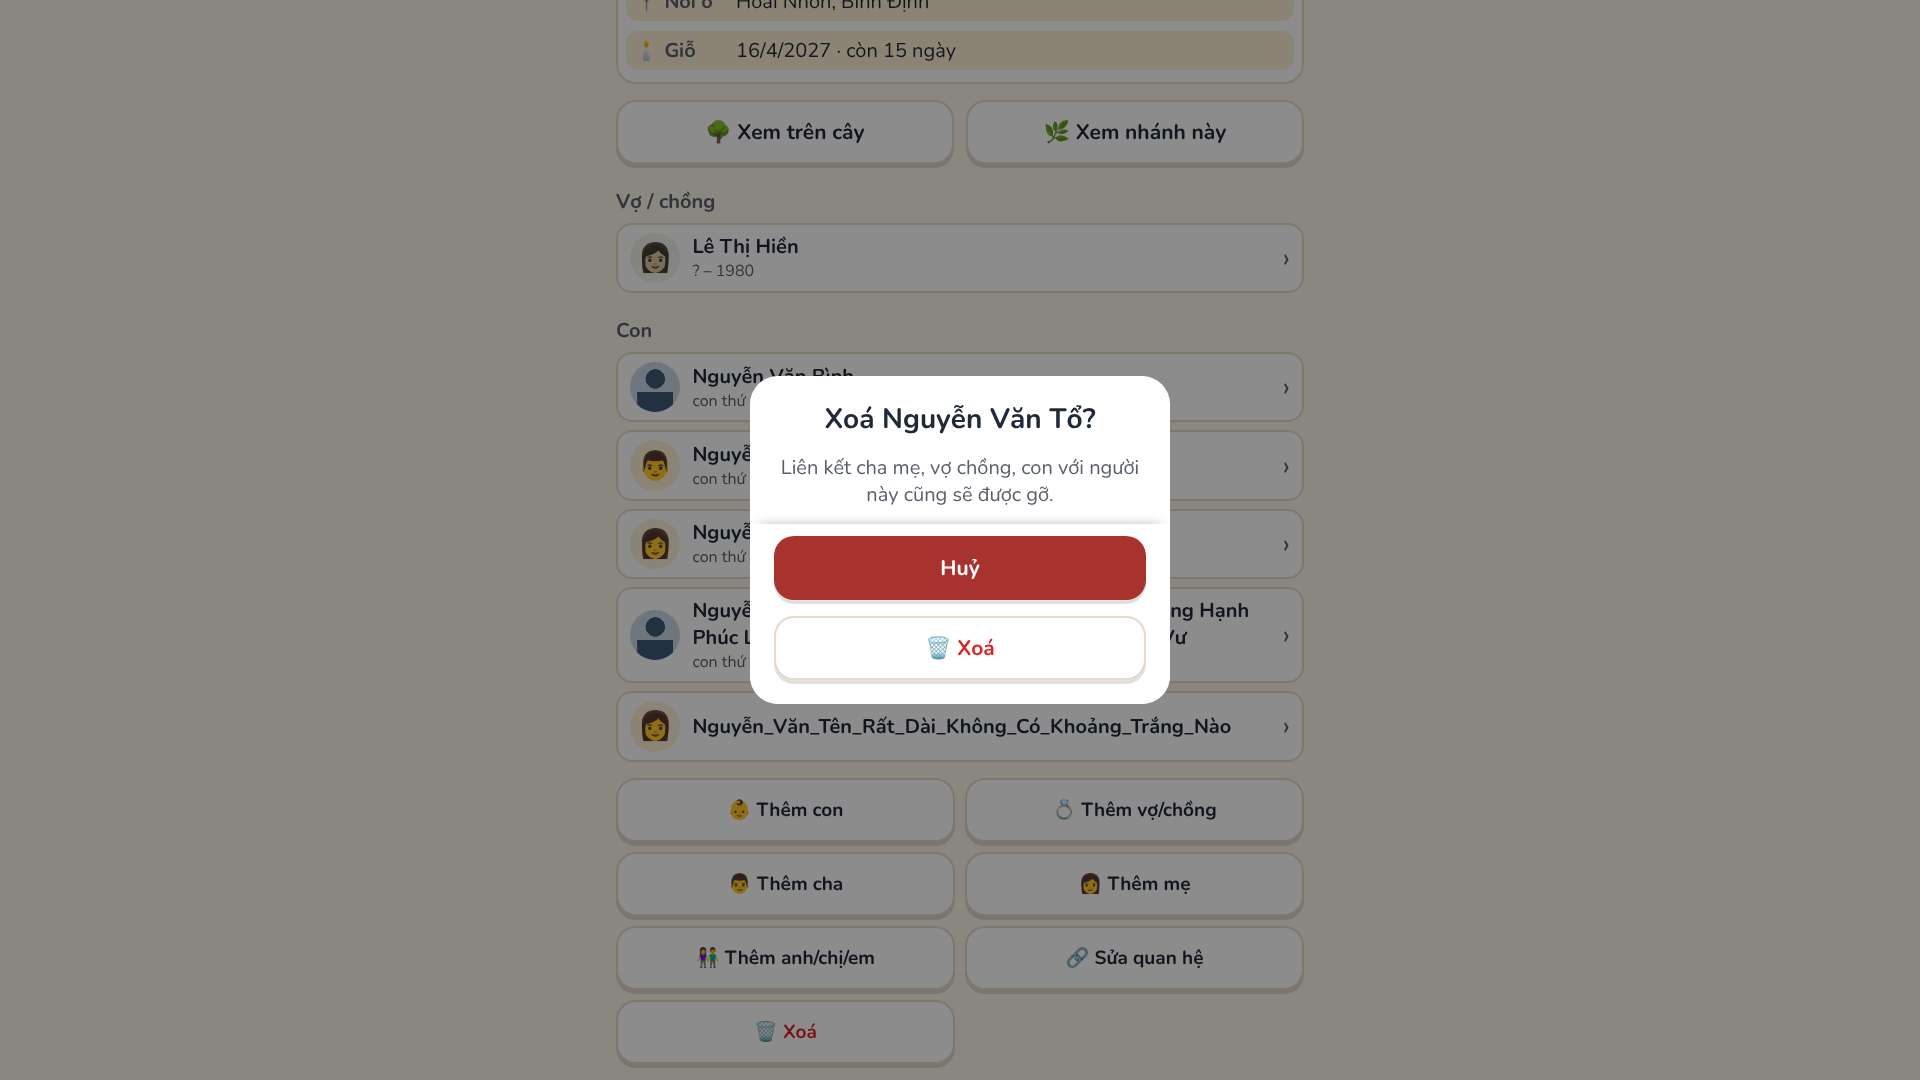 Nơi ở Hoài Nhơn, Bình Định
Giỗ 16/4/2027 · còn 15 ngày
Xem trên cây
Xem nhánh này
Vợ / chồng
Lê Thị Hiền
? – 1980
›
Con
Nguyễn Văn Bình
con thứ
›
Nguyễ
con thứ
›
Nguyễ
con thứ
›
Nguyễ ng Hạnh
Phúc
con thứ
›
Nguyễn_Văn_Tên_Rất_Dài_Không_Có_Khoảng_Trắng_Nào
›
Xoá Nguyễn Văn Tổ?
Liên kết cha mẹ, vợ chồng, con với người
này cũng sẽ được gỡ.
Huỷ
Xoá
Thêm con
Thêm vợ/chồng
Thêm cha
Thêm mẹ
Thêm anh/chị/em
Sửa quan hệ
Xoá